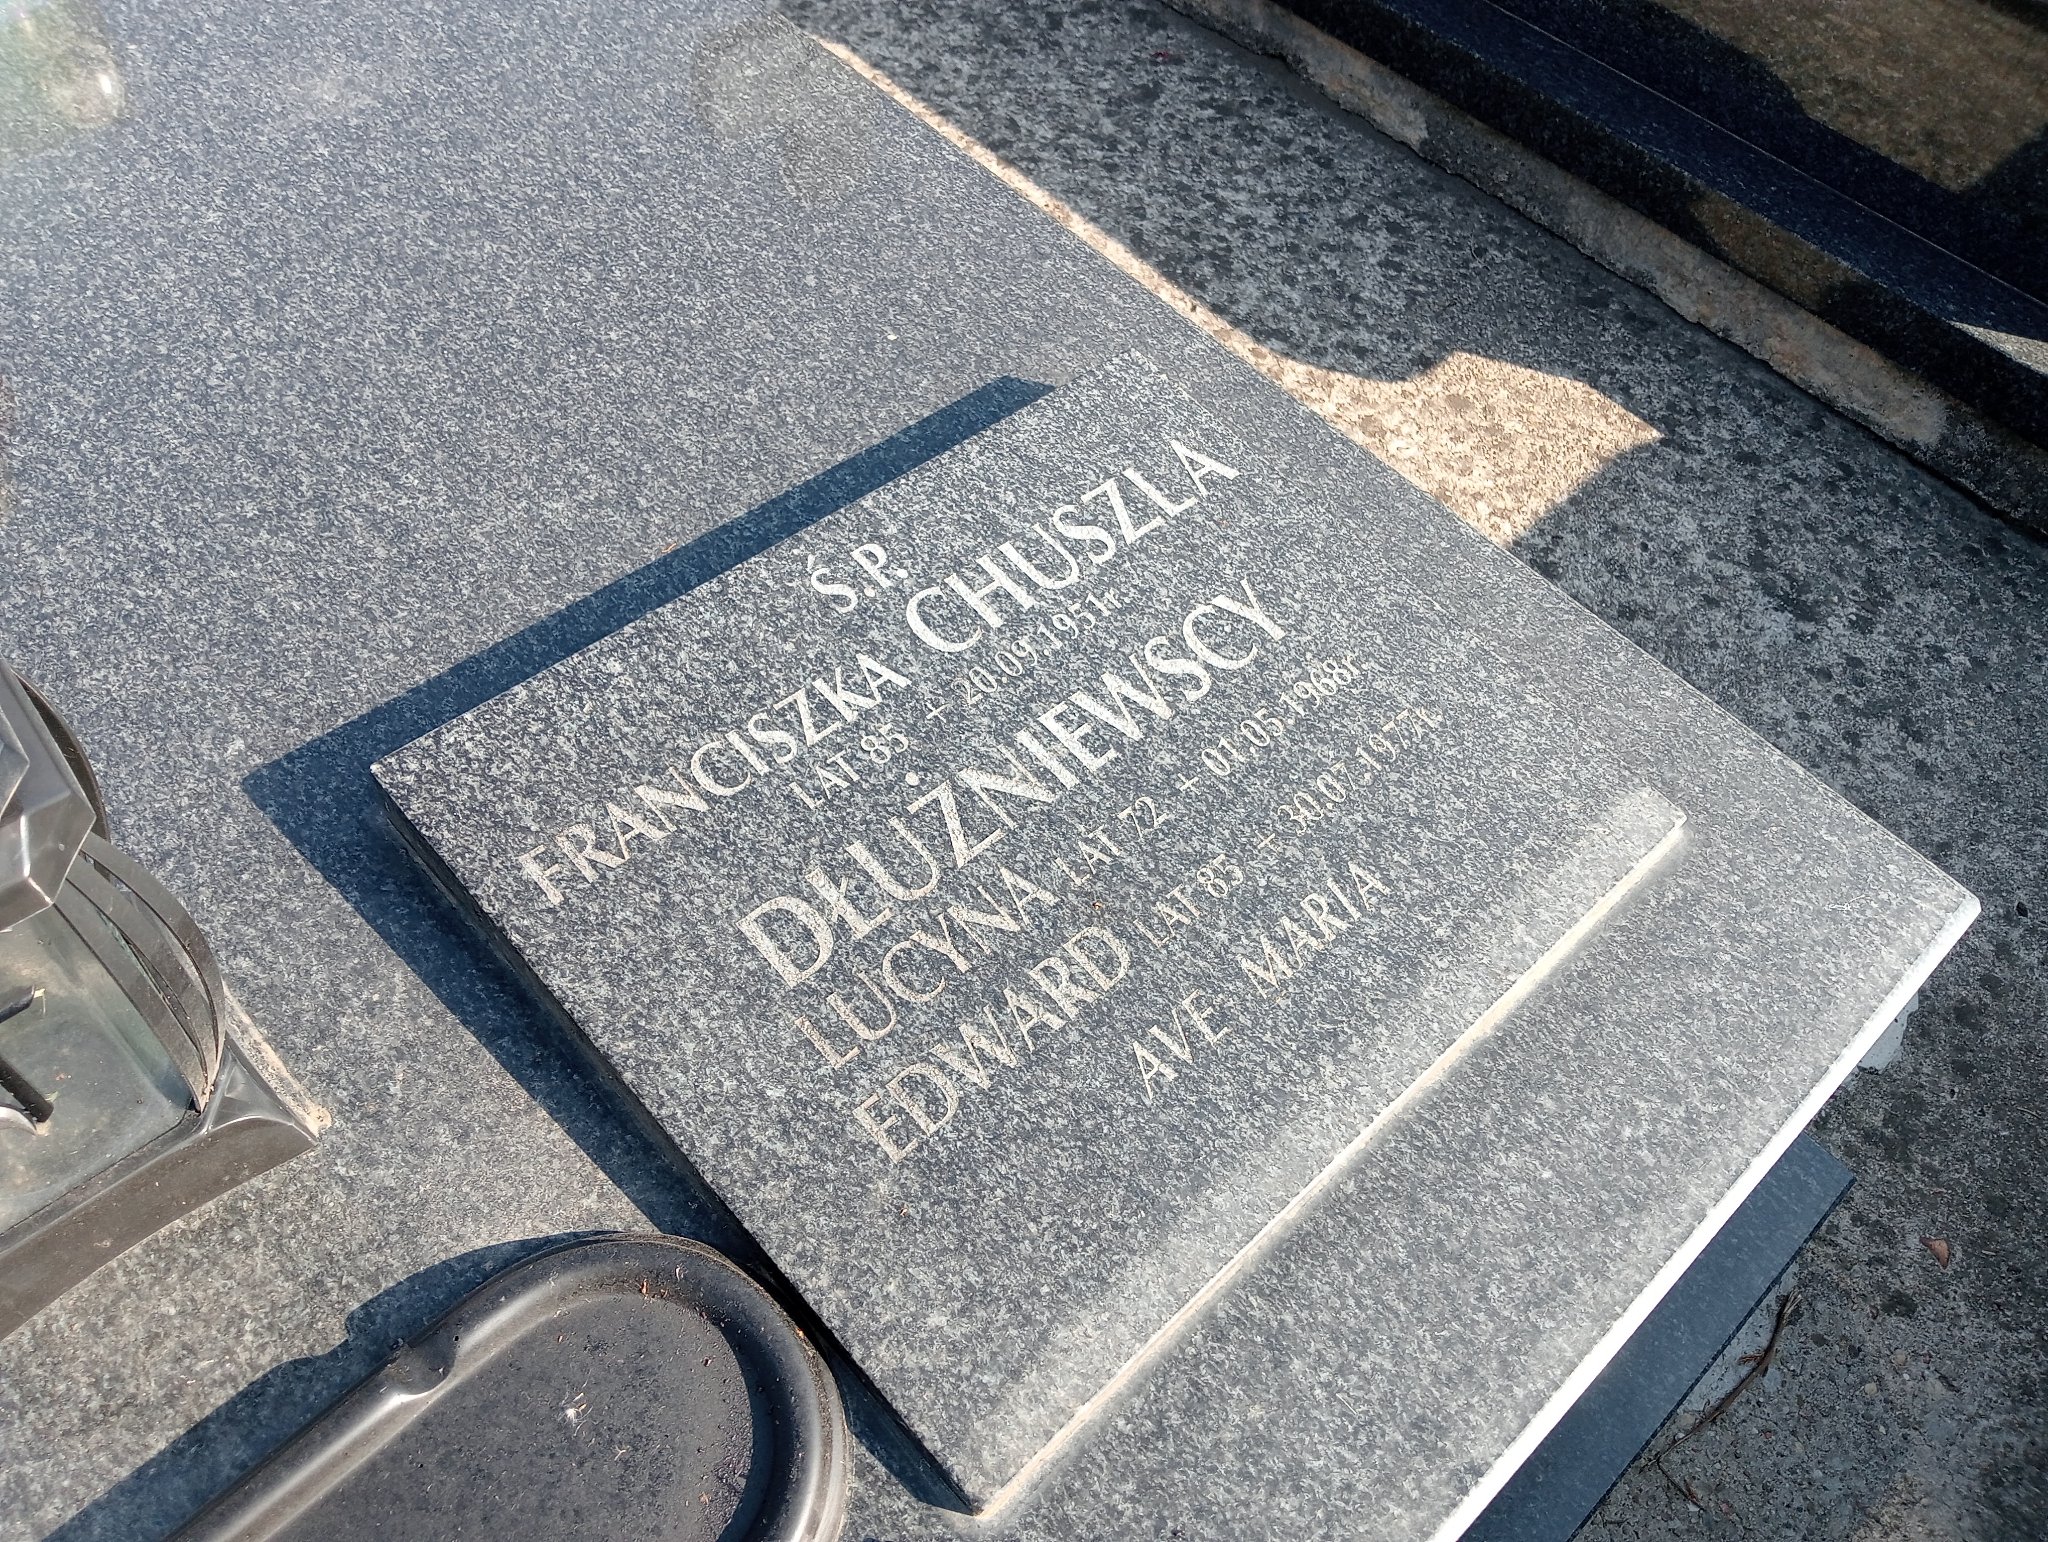 Ś.P.
FRANCISZKA CHUSZLA
LAT 85 + 20.09.1951r.
DŁUŻNIEWSCY
LUCYNA LAT 72 + 01.05.1968r.
EDWARD LAT 85 + 30.07.1977r.
AVE MARIA